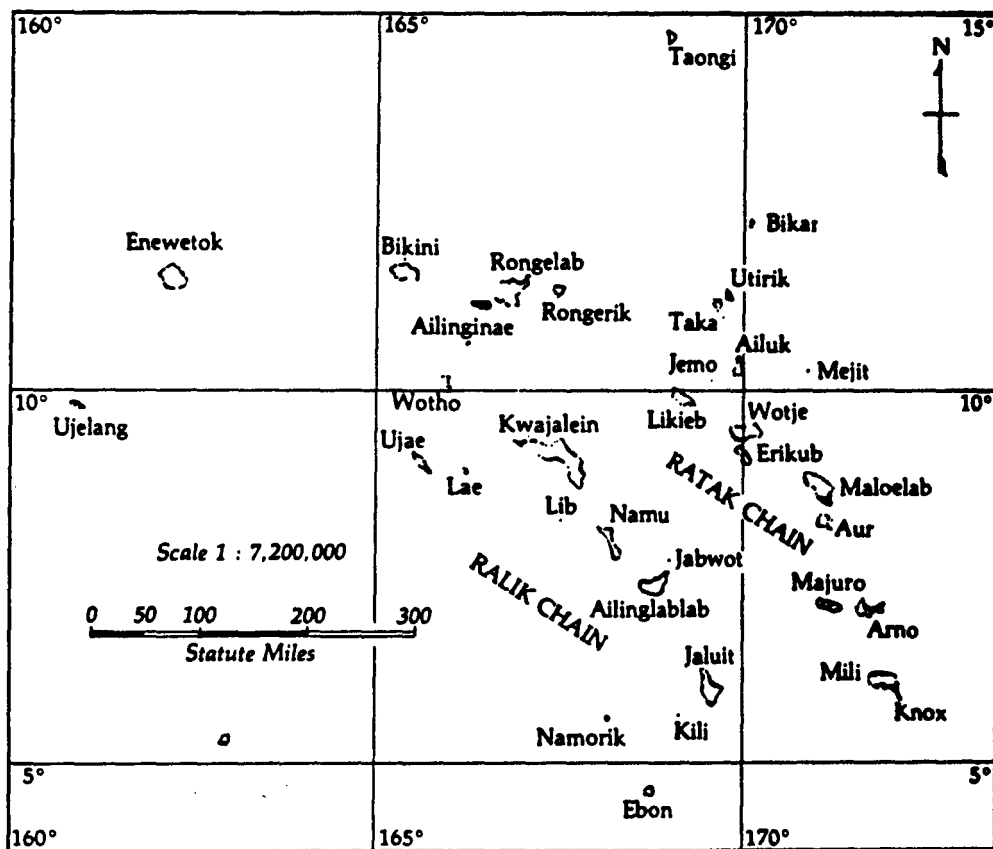 160° 165° 170° 15°
Taongi
N
Bikar
Enewetok Bikini Rongelab Utirik
Ailinginae Rongerik Taka
Ailuk
Jemo Mejit
10° Wotho Likieb Wotje 10°
Ujelang Ujae Kwajalein Erikub
Lae Maloelab
Lib Namu RATAK CHAIN Aur
Scale 1 : 7,200,000 Jabwot
RALIK CHAIN Ailinglablab Majuro
0 50 100 200 300 Arno
Statute Miles
Jaluit Mili
Namorik Kili Knox
5° 5°
Ebon
160° 165° 170°